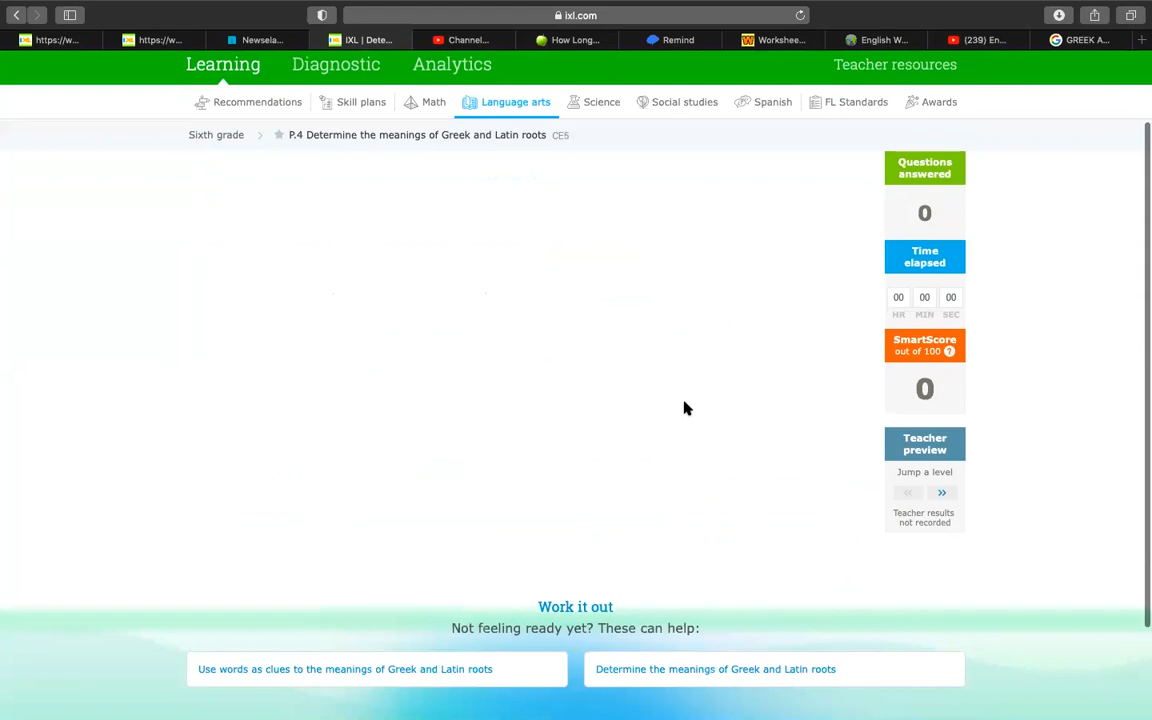 ixl.com
https://w...
https://w...
Newsela...
IXL | Dete...
Channel...
How Long...
Remind
Workshee...
English W...
(239) En...
GREEK A...
Learning
Diagnostic
Analytics
Teacher resources
Recommendations
Skill plans
Math
Language arts
Science
Social studies
Spanish
FL Standards
Awards
Sixth grade
P.4 Determine the meanings of Greek and Latin roots CE5
Questions
answered
0
Time
elapsed
00 00 00
HR MIN SEC
SmartScore
out of 100 ?
0
Teacher
preview
Jump a level
« »
Teacher results
not recorded
Work it out
Not feeling ready yet? These can help:
Use words as clues to the meanings of Greek and Latin roots
Determine the meanings of Greek and Latin roots